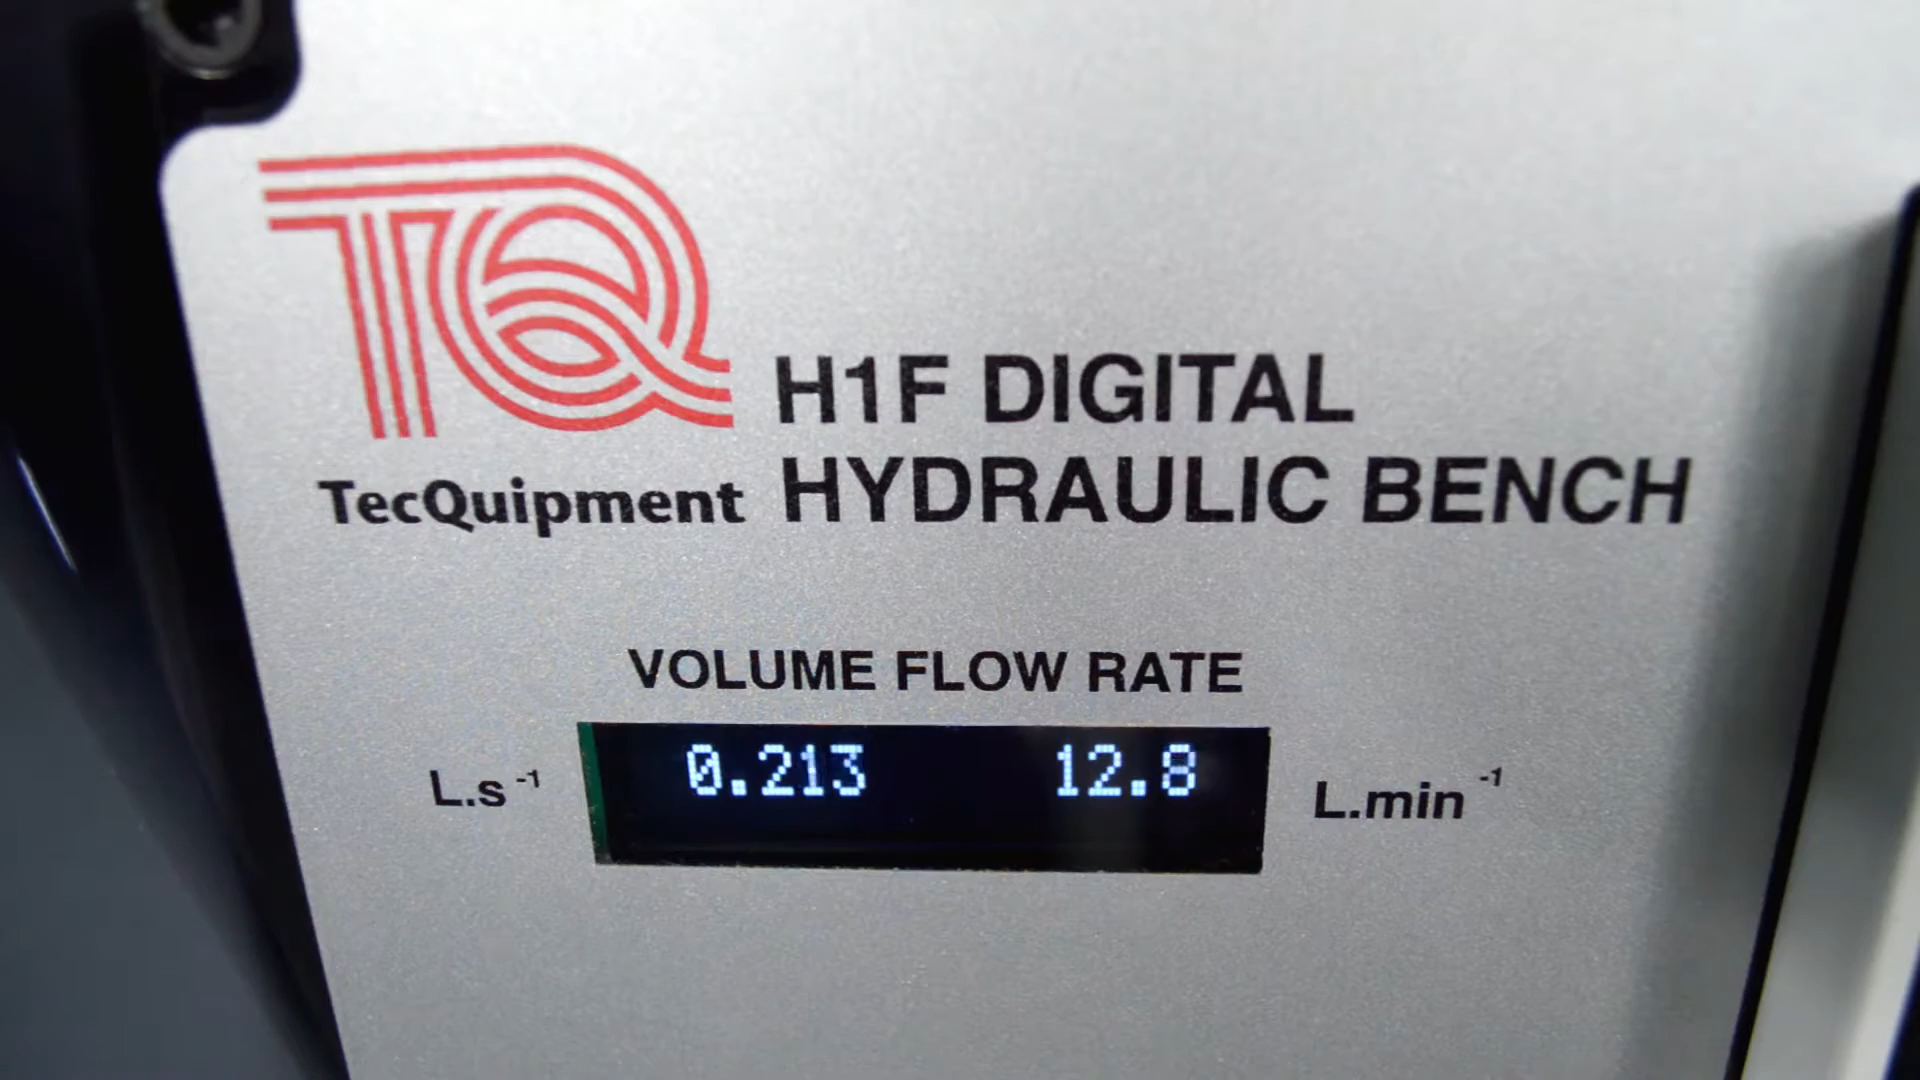 TQ
TecQuipment
H1F DIGITAL
HYDRAULIC BENCH
VOLUME FLOW RATE
L.s⁻¹ 0.213 12.8 L.min⁻¹